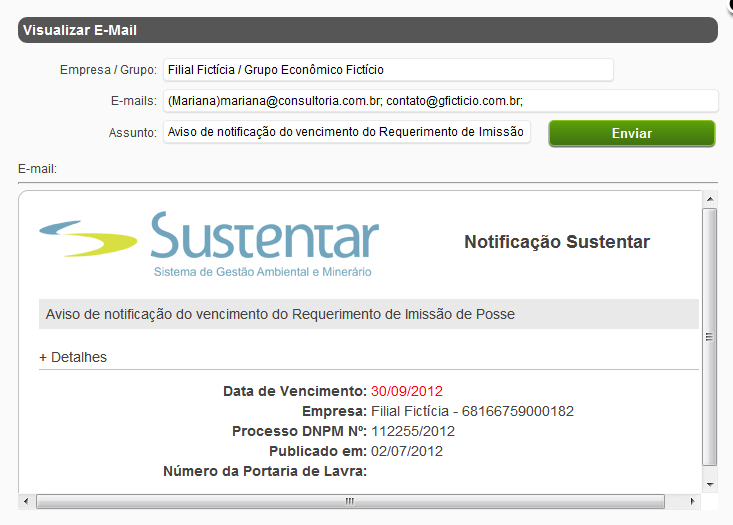 Visualizar E-Mail
Empresa / Grupo: Filial Fictícia / Grupo Econômico Fictício
E-mails: (Mariana)mariana@consultoria.com.br; contato@gficticio.com.br;
Assunto: Aviso de notificação do vencimento do Requerimento de Imissão
Enviar
E-mail:
Sustentar
Sistema de Gestão Ambiental e Minerário
Notificação Sustentar
Aviso de notificação do vencimento do Requerimento de Imissão de Posse
+ Detalhes
Data de Vencimento: 30/09/2012
Empresa: Filial Fictícia - 68166759000182
Processo DNPM Nº: 112255/2012
Publicado em: 02/07/2012
Número da Portaria de Lavra: